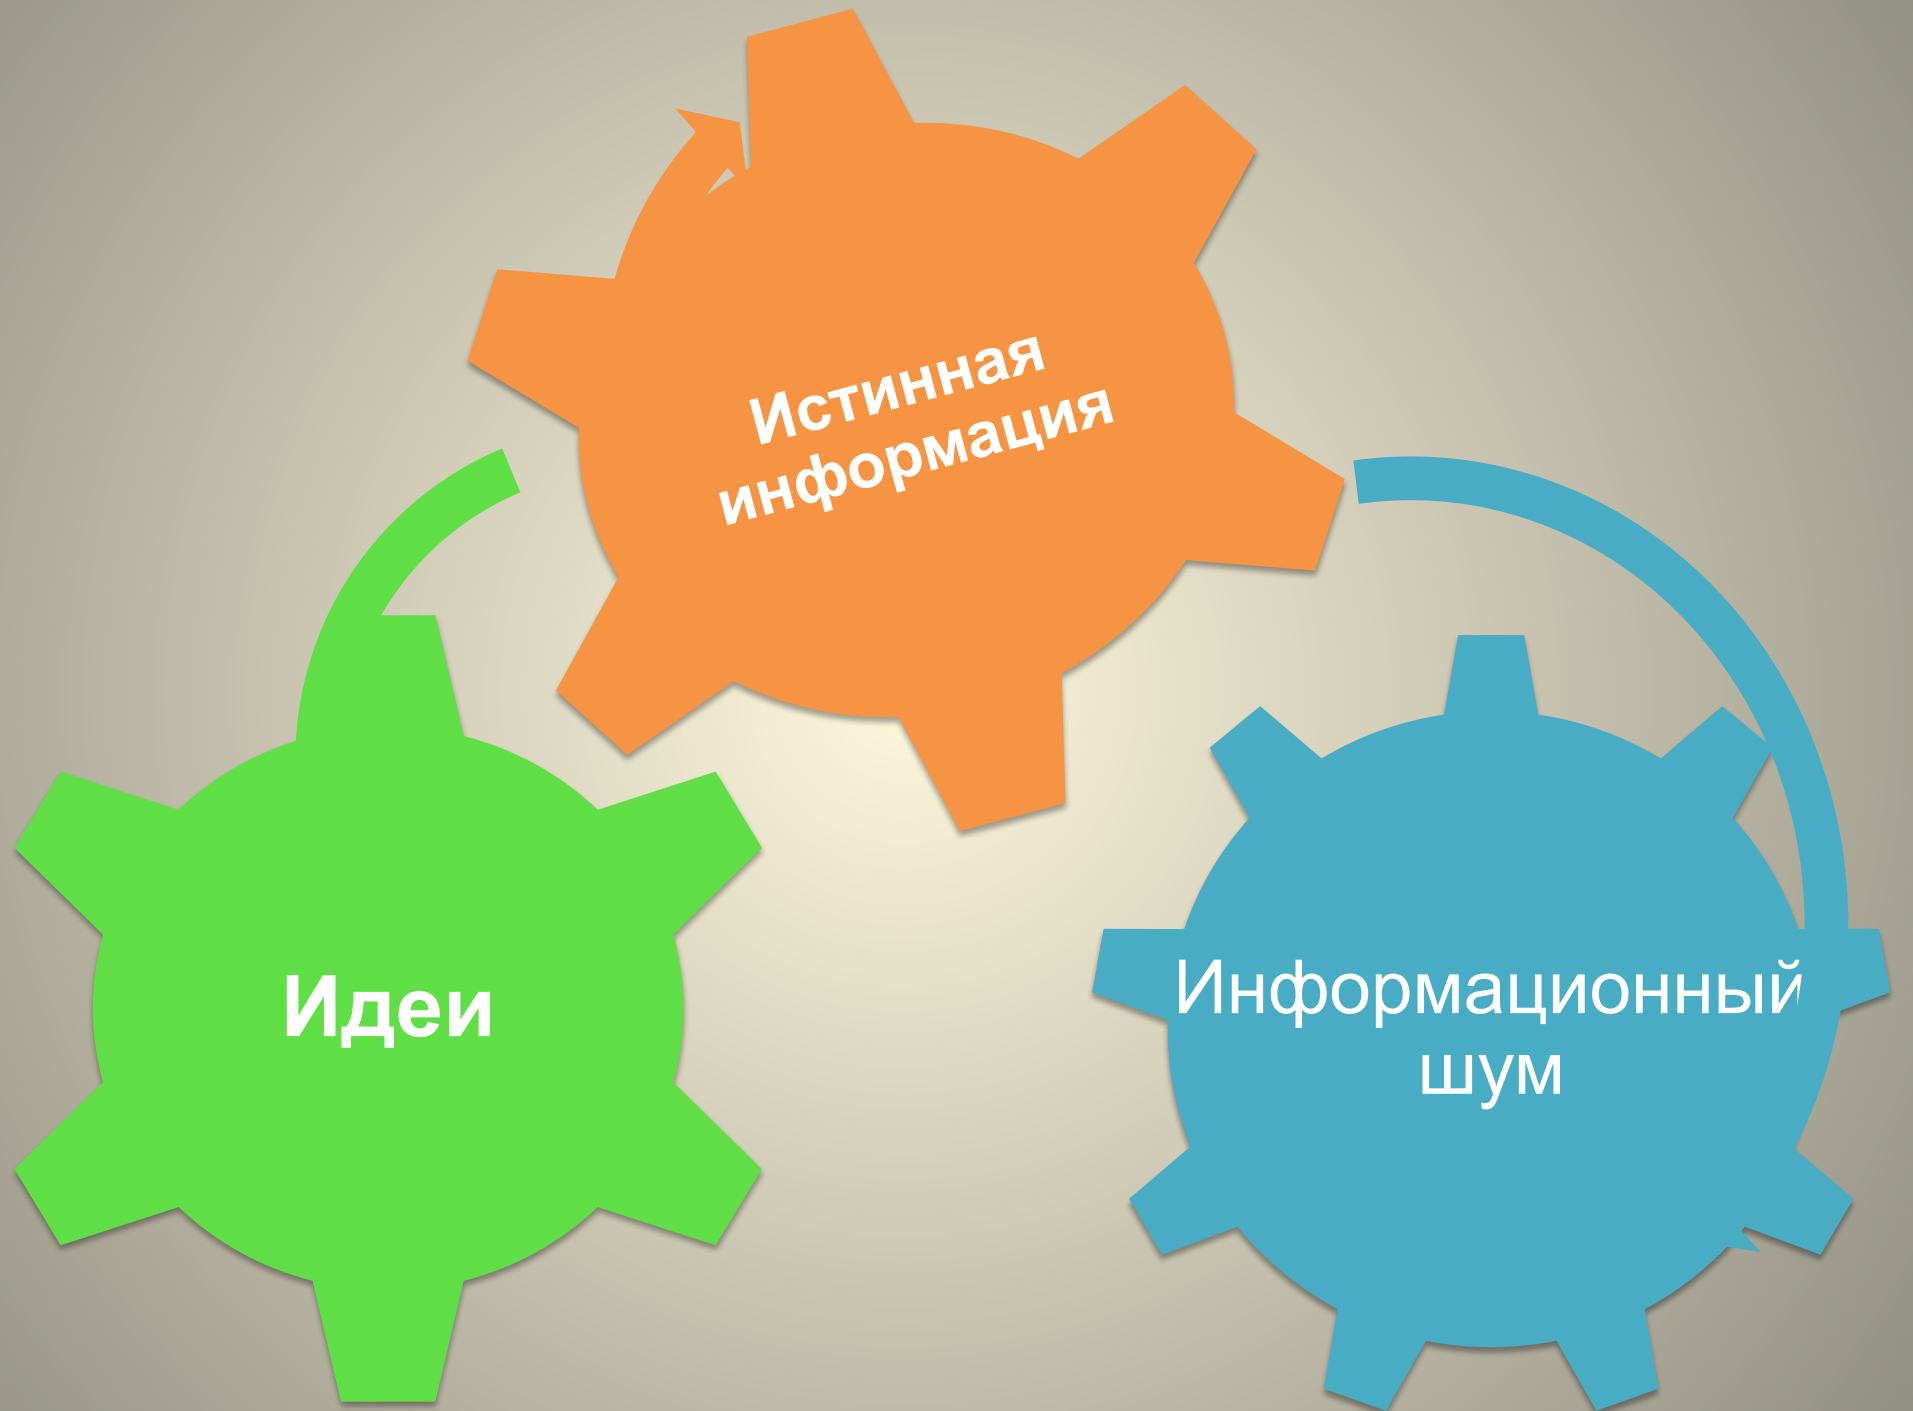 Истинная
информация
Идеи
Информационный
шум